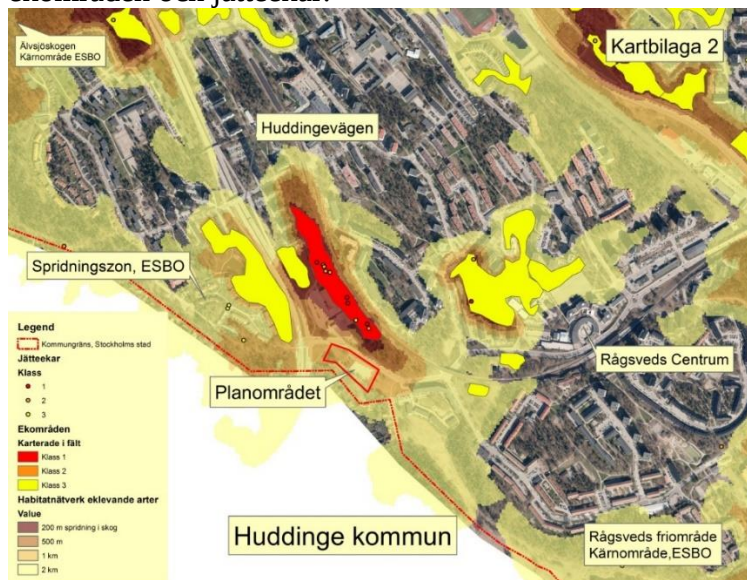 ekområden och jätteekar.
Älvsjöskogen
Kärnområde ESBO
Kartbilaga 2
Huddingevägen
Spridningszon, ESBO
Rågsveds Centrum
Planområdet
Huddinge kommun
Rågsveds friområde
Kärnområde,ESBO
Legend
Kommungräns, Stockholms stad
Jätteekar
Klass
1
2
3
Ekområden
Karterade i fält
Klass 1
Klass 2
Klass 3
Habitatnätverk eklevande arter
Value
200 m spridning i skog
500 m
1 km
2 km